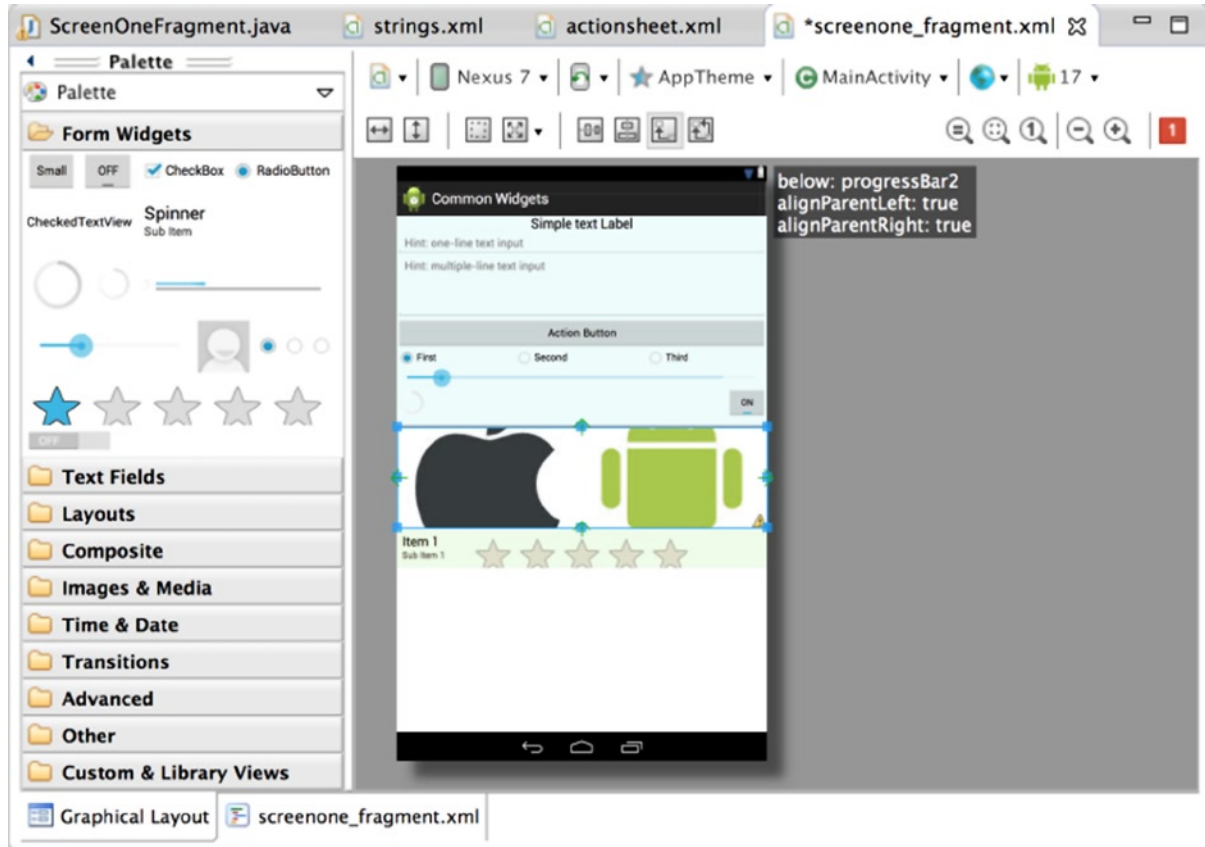 ScreenOneFragment.java strings.xml actionsheet.xml *screenone_fragment.xml
Palette
Palette
Nexus 7 AppTheme MainActivity 17
Form Widgets
1 1
Small OFF CheckBox RadioButton
CheckedTextView Spinner
Sub Item
OFF
Text Fields
Layouts
Composite
Images & Media
Time & Date
Transitions
Advanced
Other
Custom & Library Views
Common Widgets
Simple text Label
Hint: one-line text input
Hint: multiple-line text input
Action Button
First Second Third
ON
Item 1
Sub Item 1
below: progressBar2
alignParentLeft: true
alignParentRight: true
Graphical Layout screenone_fragment.xml